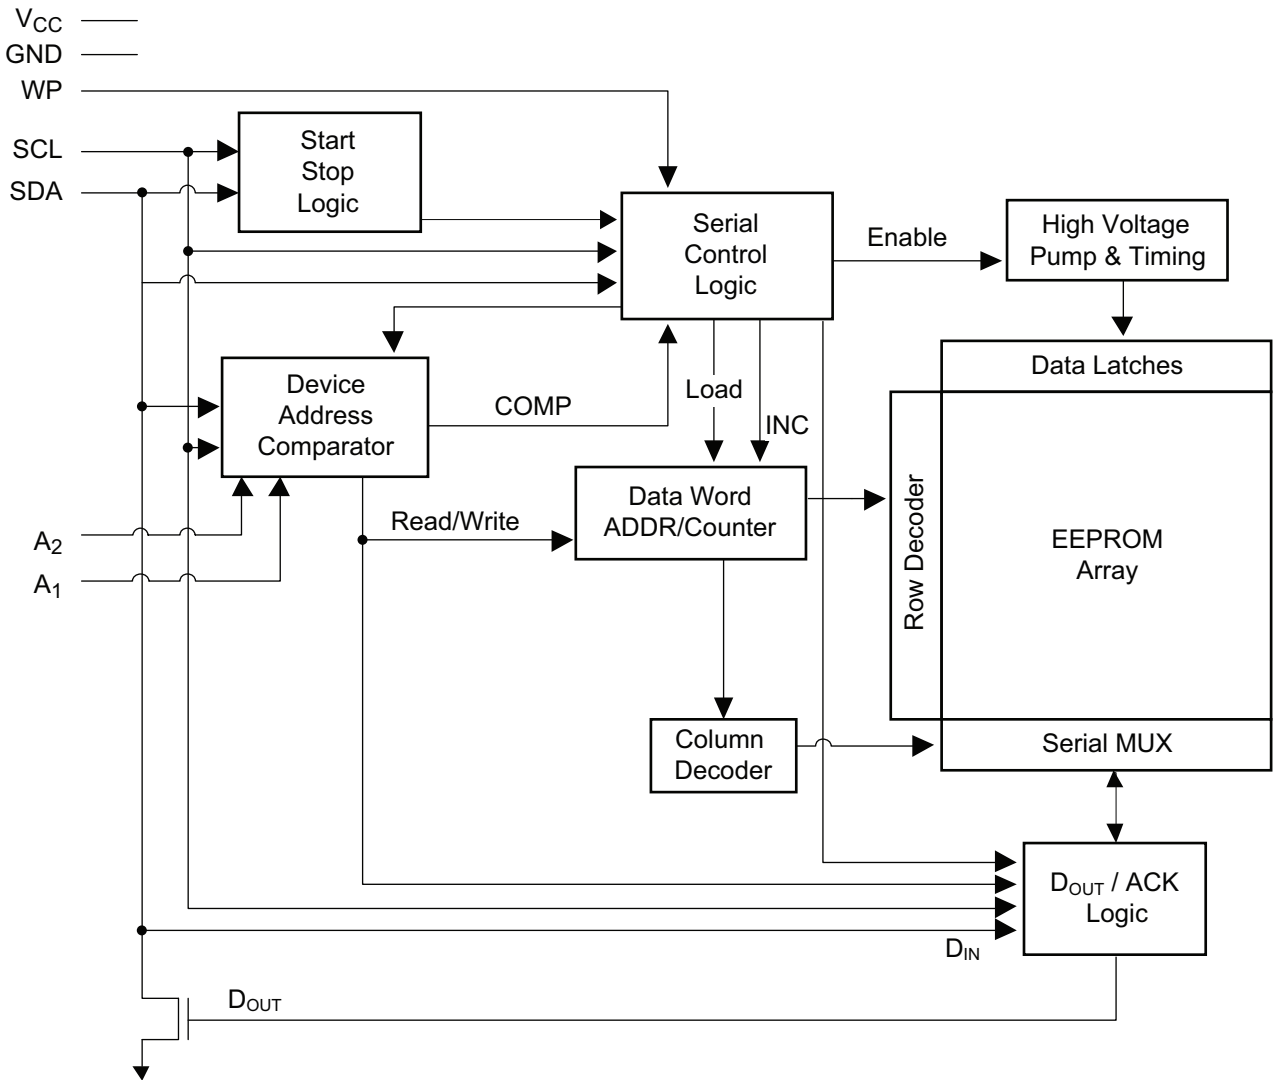 VCC
GND
WP
SCL
SDA
Start
Stop
Logic
Serial
Control
Logic
Enable
High Voltage
Pump & Timing
Data Latches
Device
Address
Comparator
COMP
Load
INC
A2
A1
Read/Write
Data Word
ADDR/Counter
Row Decoder
EEPROM
Array
Column
Decoder
Serial MUX
DOUT / ACK
Logic
DIN
DOUT